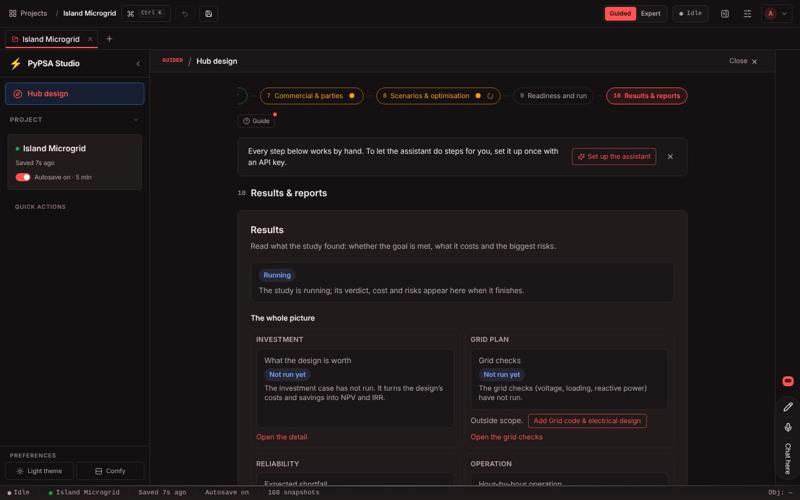 Projects / Island Microgrid Ctrl K Guided Expert Idle A
Island Microgrid
PyPSA Studio
GUIDED / Hub design Close
Hub design
7 Commercial & parties 8 Scenarios & optimisation 9 Readiness and run 10 Results & reports
PROJECT
Guide
Island Microgrid
Saved 7s ago
Autosave on · 5 min
Every step below works by hand. To let the assistant do steps for you, set it up once with
an API key.
Set up the assistant
QUICK ACTIONS
10 Results & reports
Results
Read what the study found: whether the goal is met, what it costs and the biggest risks.
Running
The study is running; its verdict, cost and risks appear here when it finishes.
The whole picture
INVESTMENT
What the design is worth
Not run yet
The investment case has not run. It turns the design's
costs and savings into NPV and IRR.
Open the detail
GRID PLAN
Grid checks
Not run yet
The grid checks (voltage, loading, reactive power)
have not run.
Outside scope. Add Grid code & electrical design
Open the grid checks
RELIABILITY
Expected shortfall
OPERATION
Hour-by-hour operation
Chat here
PREFERENCES
Light theme Comfy
Idle Island Microgrid Saved 7s ago Autosave on 168 snapshots Obj: —